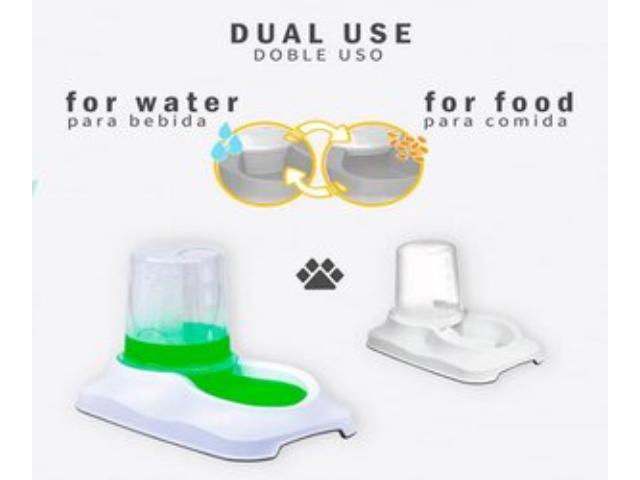 DUAL USE
DOBLE USO
for water
para bebida
for food
para comida